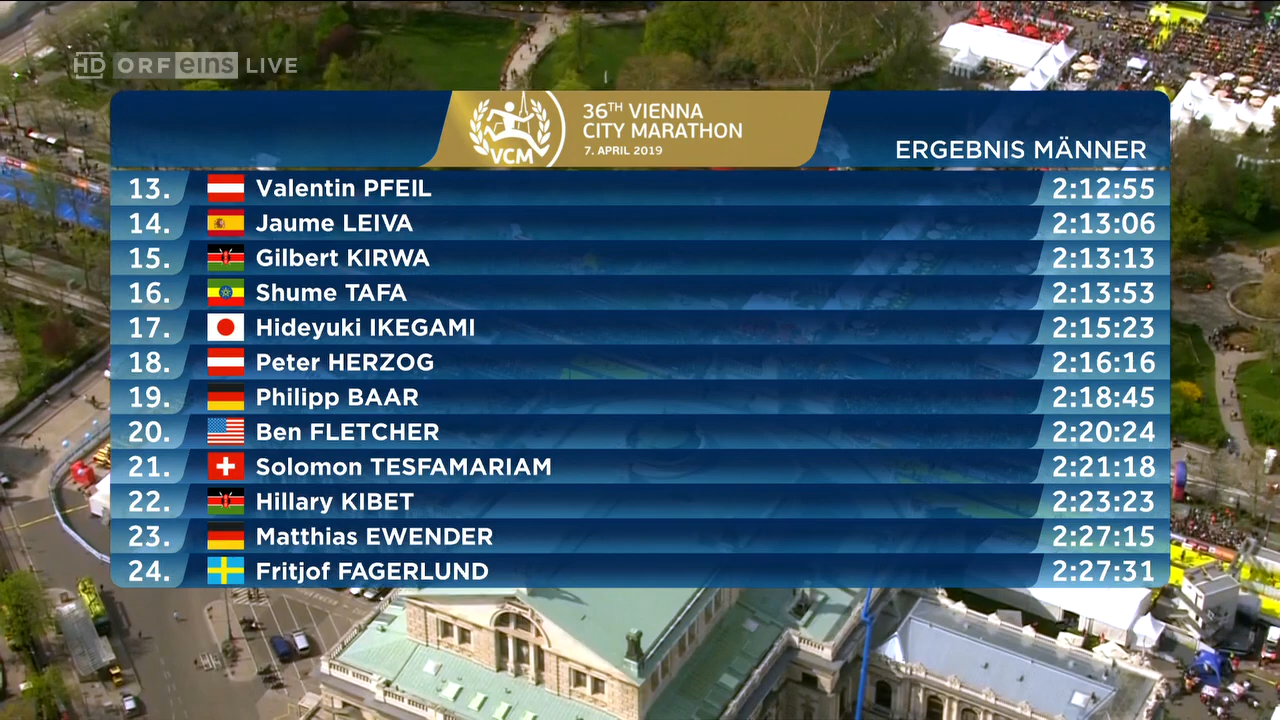 HD ORF eins LIVE
VCM
36TH VIENNA
CITY MARATHON
7. APRIL 2019
ERGEBNIS MÄNNER
13. Valentin PFEIL 2:12:55
14. Jaume LEIVA 2:13:06
15. Gilbert KIRWA 2:13:13
16. Shume TAFA 2:13:53
17. Hideyuki IKEGAMI 2:15:23
18. Peter HERZOG 2:16:16
19. Philipp BAAR 2:18:45
20. Ben FLETCHER 2:20:24
21. Solomon TESFAMARIAM 2:21:18
22. Hillary KIBET 2:23:23
23. Matthias EWENDER 2:27:15
24. Fritjof FAGERLUND 2:27:31